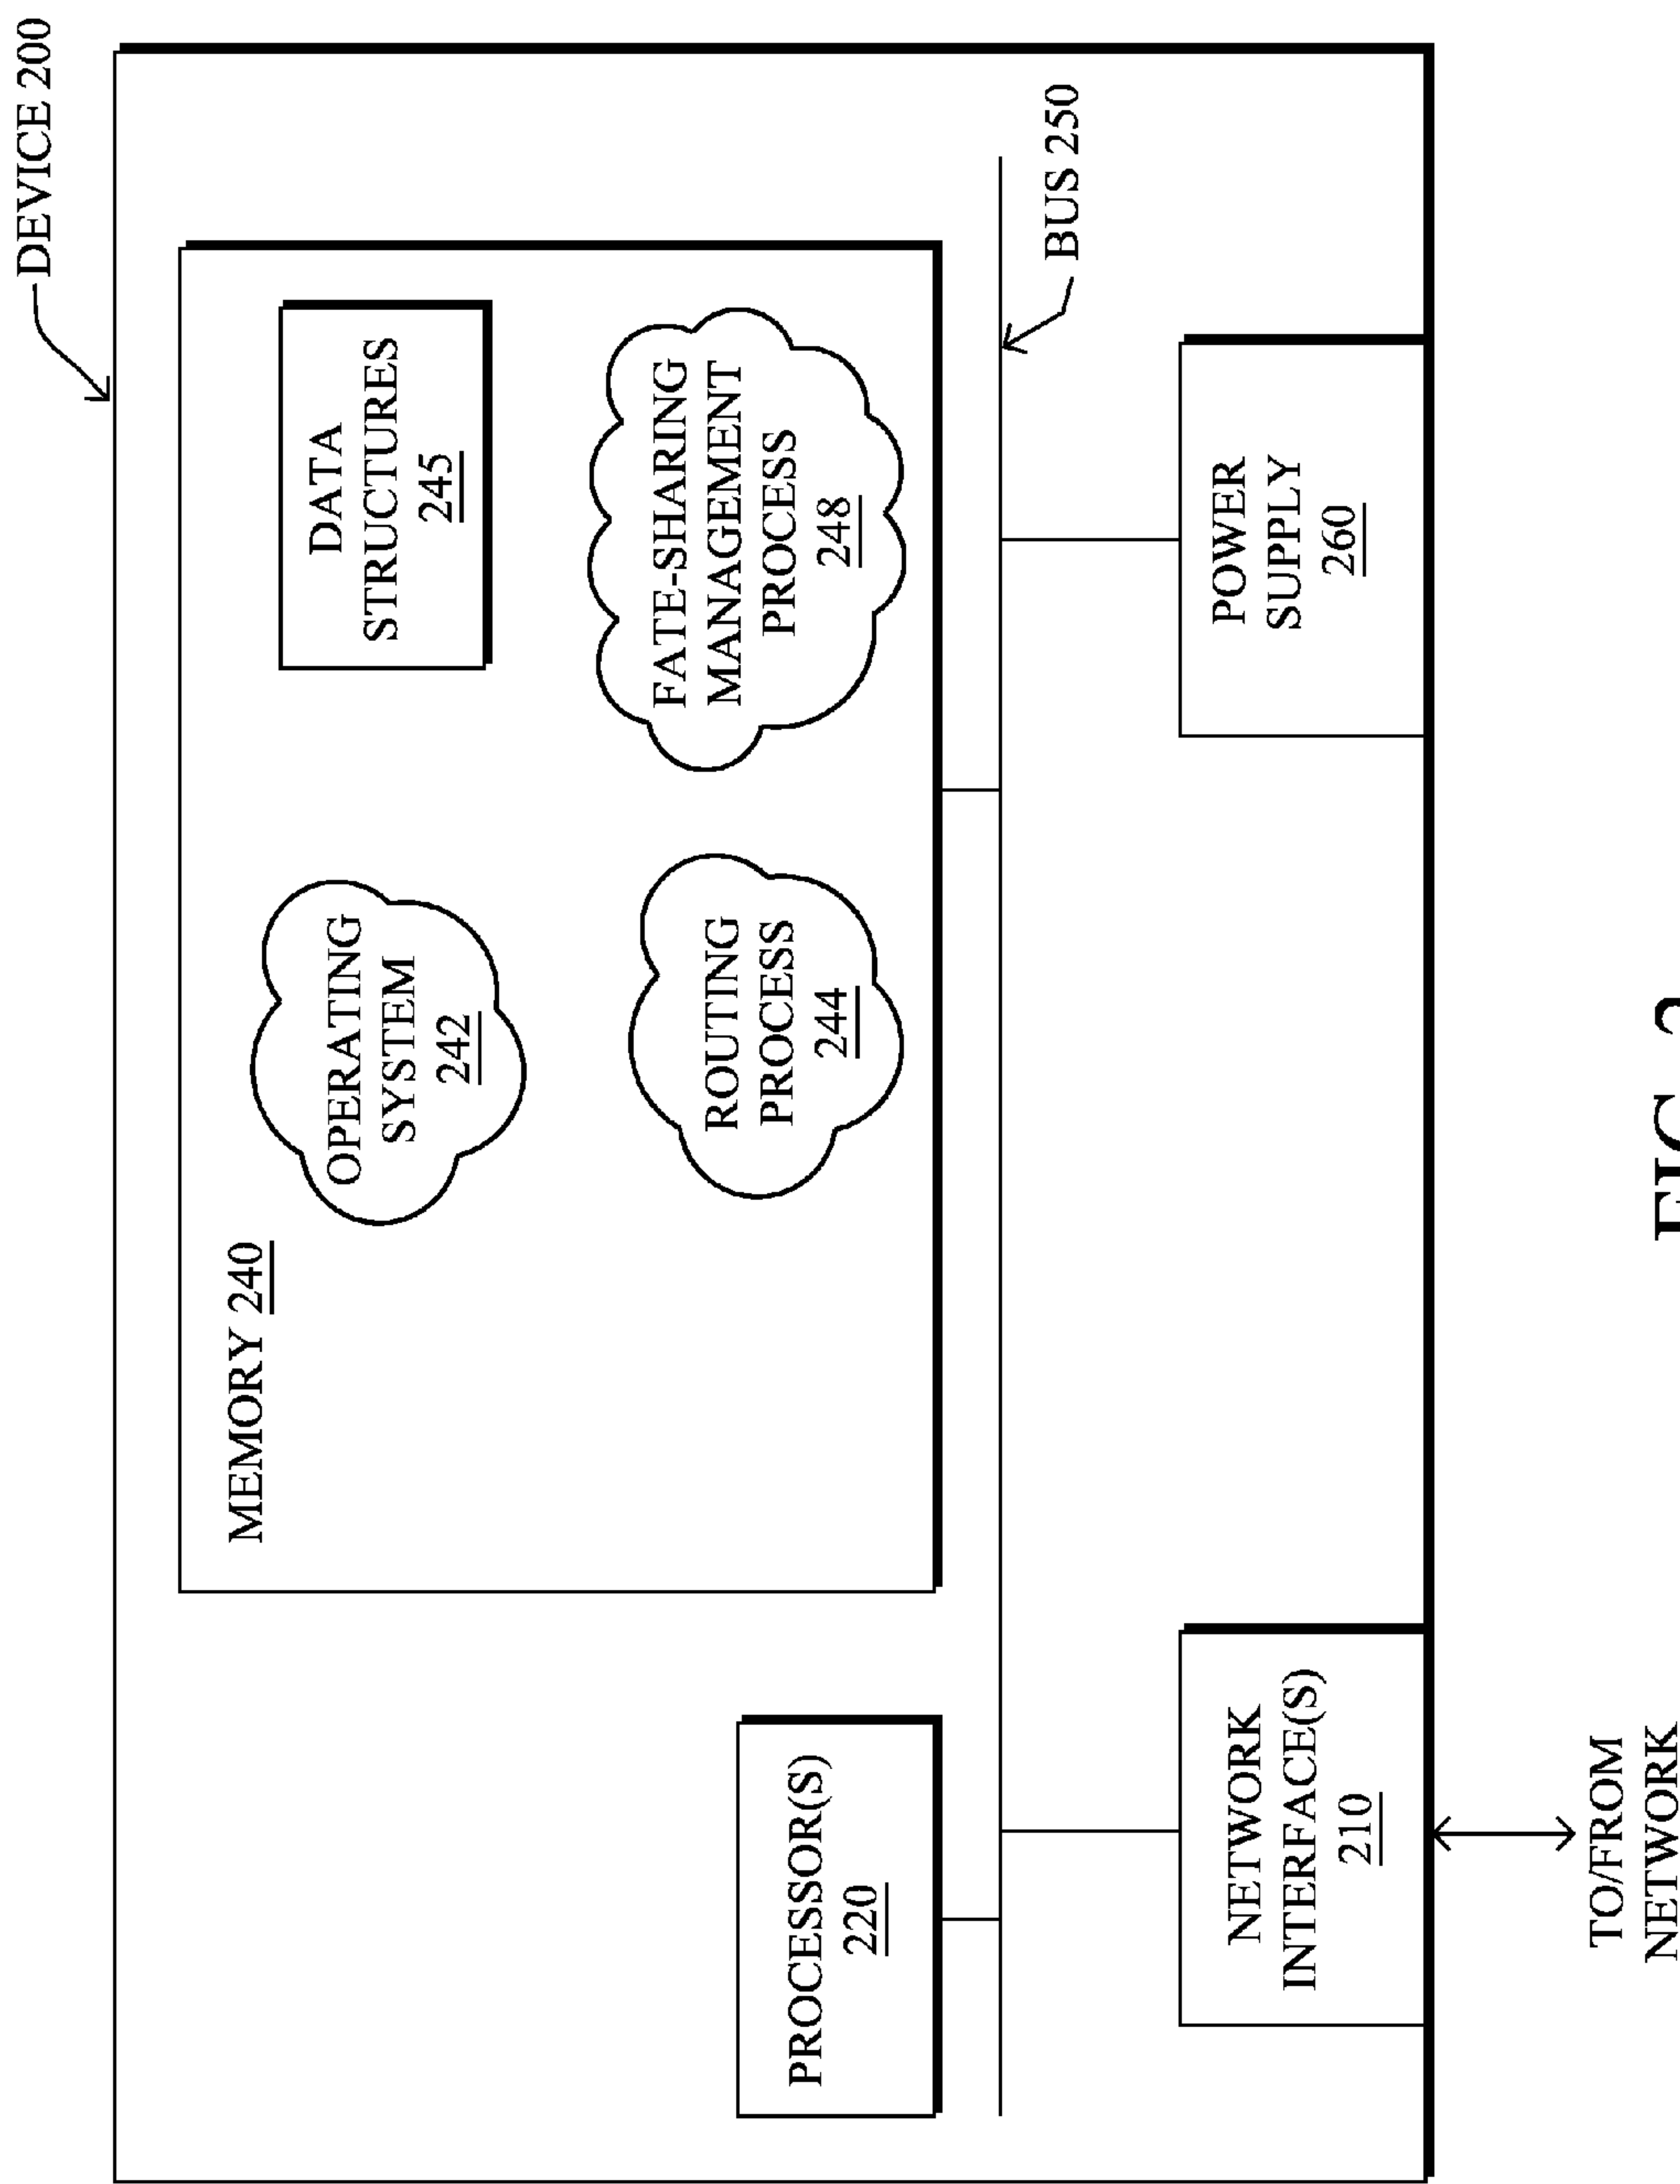 DEVICE 200
MEMORY 240
OPERATING
SYSTEM
242
DATA
STRUCTURES
245
ROUTING
PROCESS
244
FATE-SHARING
MANAGEMENT
PROCESS
248
PROCESSOR(S)
220
BUS 250
NETWORK
INTERFACE(S)
210
POWER
SUPPLY
260
TO/FROM
NETWORK